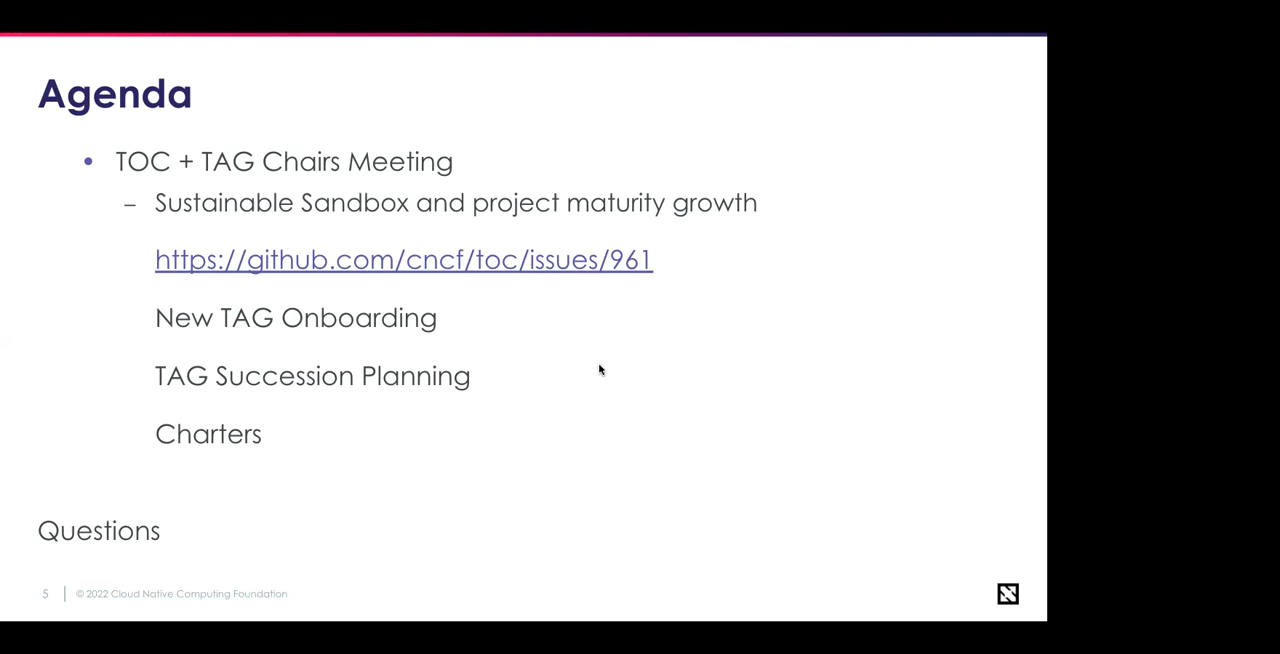 Agenda
• TOC + TAG Chairs Meeting
– Sustainable Sandbox and project maturity growth
https://github.com/cncf/toc/issues/961
New TAG Onboarding
TAG Succession Planning
Charters
Questions
5 | © 2022 Cloud Native Computing Foundation